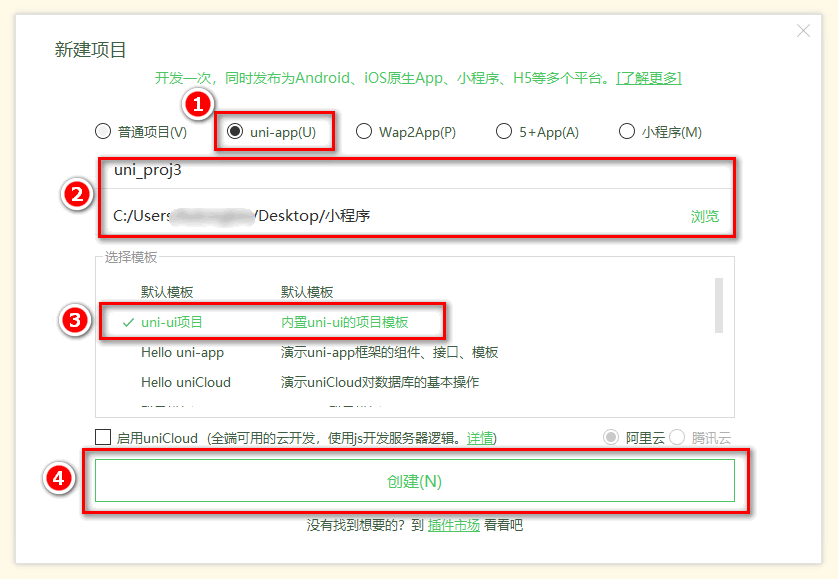 新建项目
开发一次，同时发布为Android、iOS原生App、小程序、H5等多个平台。[了解更多]
1
普通项目(V) uni-app(U) Wap2App(P) 5+App(A) 小程序(M)
uni_proj3
2
C:/Users /Desktop/小程序 浏览
选择模板
默认模板 默认模板
3 uni-ui项目 内置uni-ui的项目模板
Hello uni-app 演示uni-app框架的组件、接口、模板
Hello uniCloud 演示uniCloud对数据库的基本操作
启用uniCloud (全端可用的云开发，使用js开发服务器逻辑。详情) 阿里云 腾讯云
4 创建(N)
没有找到想要的？到 插件市场 看看吧